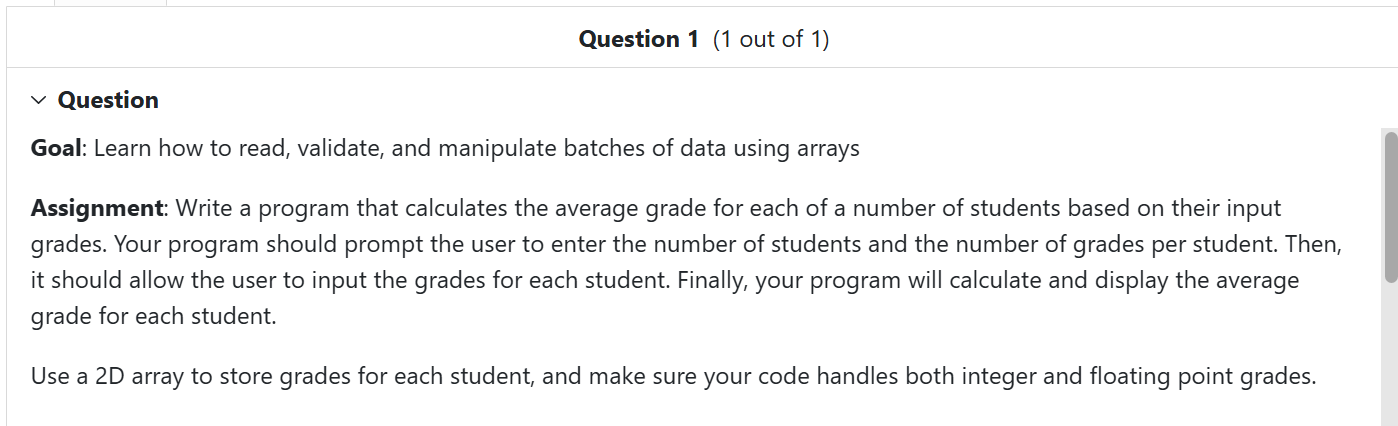 Question 1 (1 out of 1)
Question
Goal: Learn how to read, validate, and manipulate batches of data using arrays
Assignment: Write a program that calculates the average grade for each of a number of students based on their input
grades. Your program should prompt the user to enter the number of students and the number of grades per student. Then,
it should allow the user to input the grades for each student. Finally, your program will calculate and display the average
grade for each student.
Use a 2D array to store grades for each student, and make sure your code handles both integer and floating point grades.